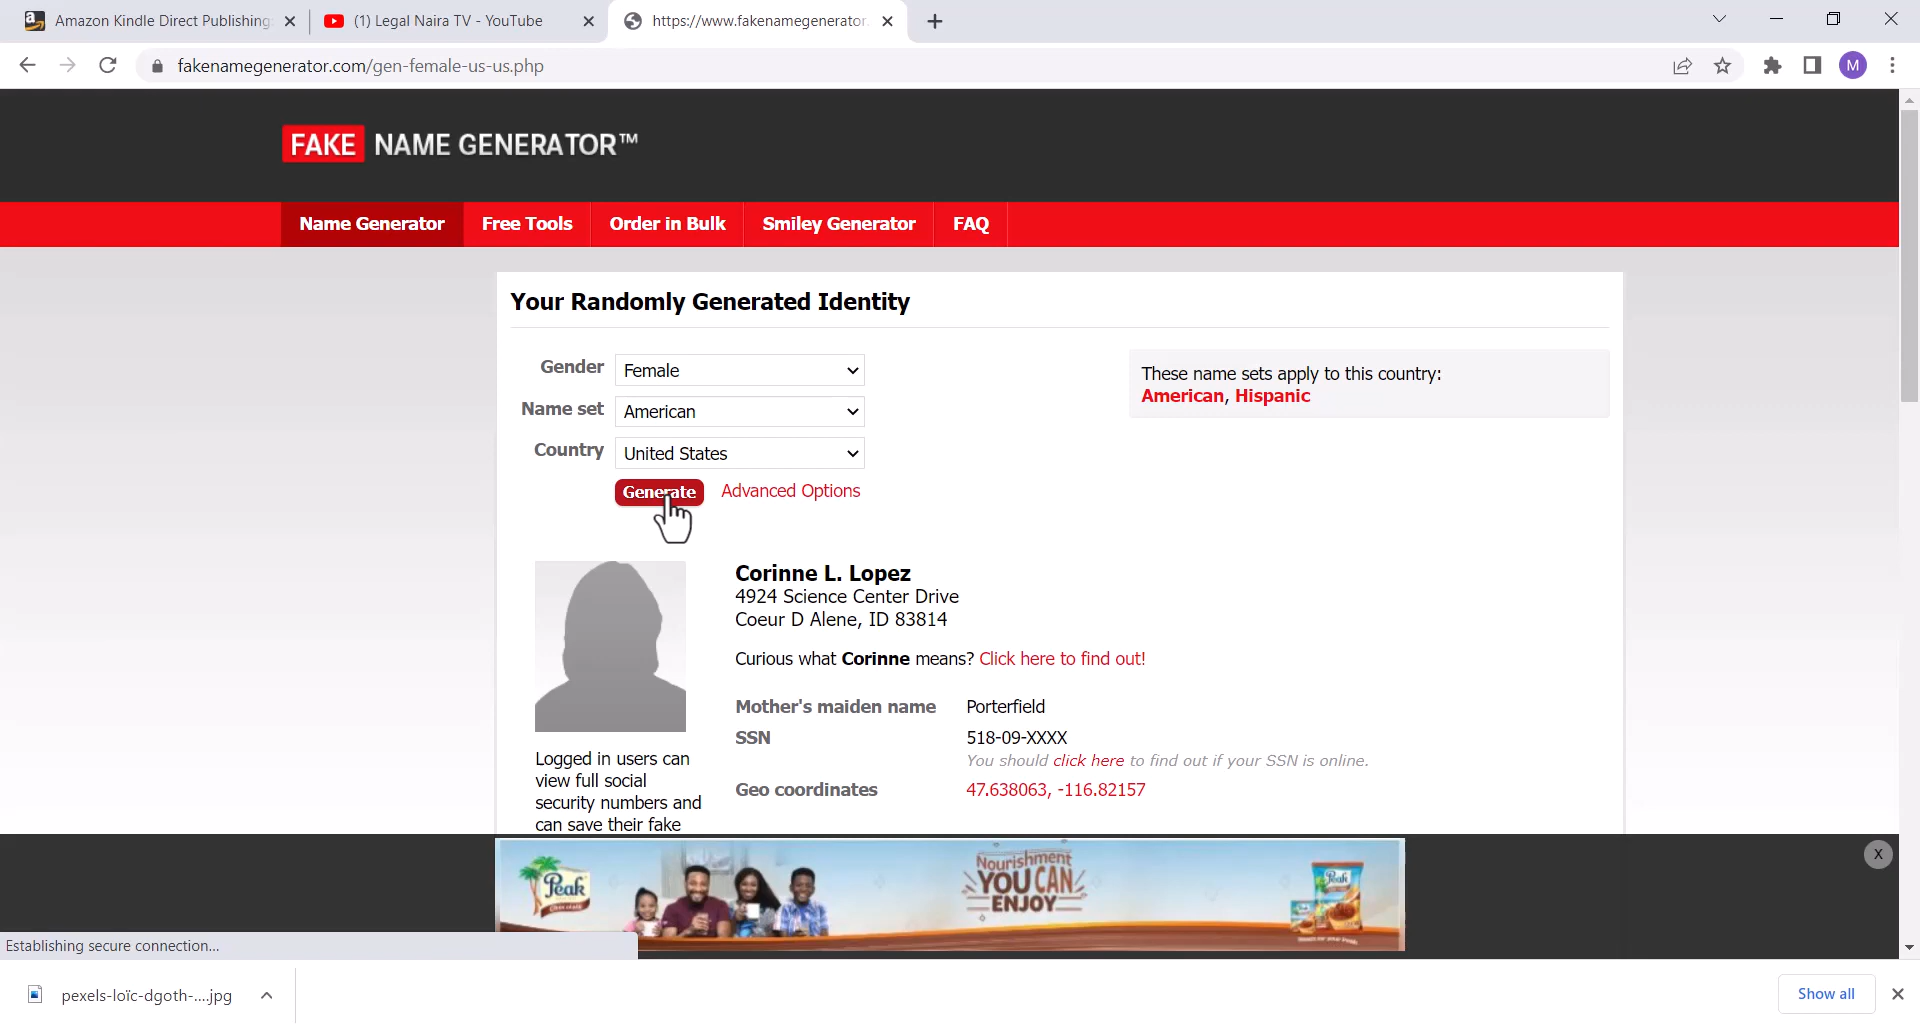 Amazon Kindle Direct Publishing:
(1) Legal Naira TV - YouTube
https://www.fakenamegenerator.
fakenamegenerator.com/gen-female-us-us.php
M
FAKE NAME GENERATOR™
Name Generator
Free Tools
Order in Bulk
Smiley Generator
FAQ
Your Randomly Generated Identity
Gender
Female
Name set
American
Country
United States
Generate
Advanced Options
These name sets apply to this country:
American, Hispanic
Corinne L. Lopez
4924 Science Center Drive
Coeur D Alene, ID 83814
Curious what Corinne means? Click here to find out!
Mother's maiden name
Porterfield
SSN
518-09-XXXX
You should click here to find out if your SSN is online.
Geo coordinates
47.638063, -116.82157
Logged in users can
view full social
security numbers and
can save their fake
Peak
Nourishment
YOU CAN
ENJOY
Peak
X
Establishing secure connection...
pexels-loïc-dgoth-....jpg
Show all